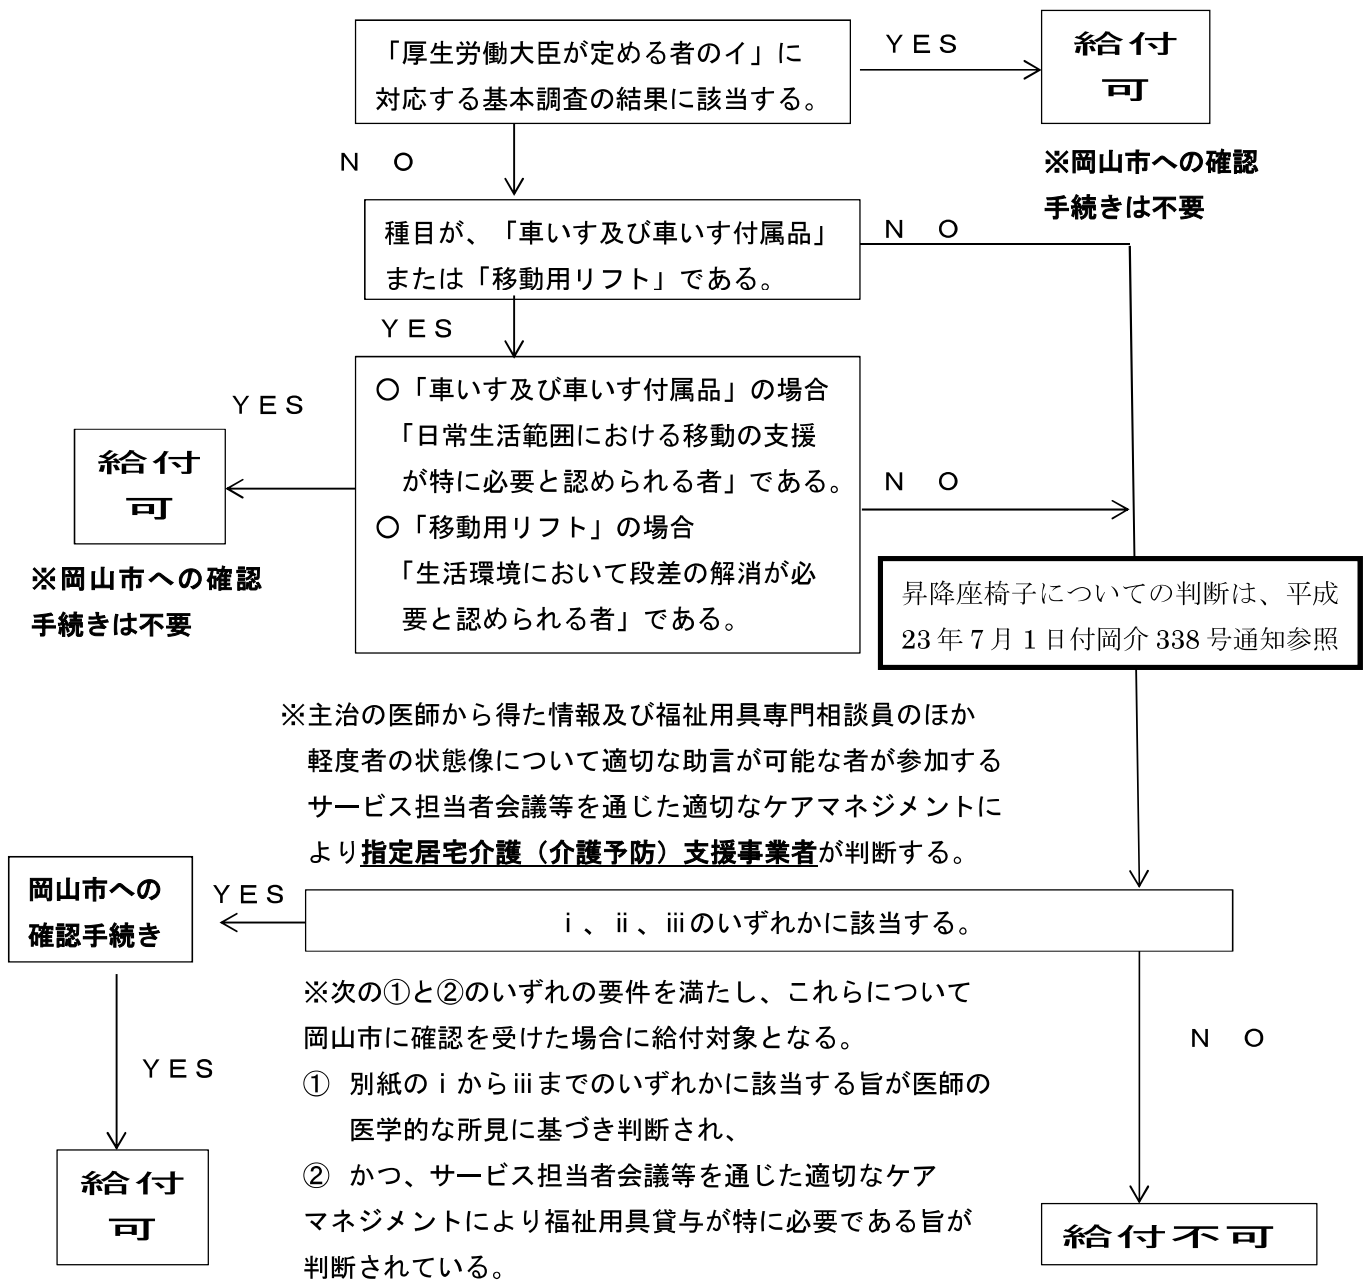 「厚生労働大臣が定める者のイ」に
対応する基本調査の結果に該当する。
ＹＥＳ
給付
可
※岡山市への確認
手続きは不要
ＮＯ
種目が、「車いす及び車いす付属品」
または「移動用リフト」である。
ＮＯ
ＹＥＳ
〇「車いす及び車いす付属品」の場合
「日常生活範囲における移動の支援
が特に必要と認められる者」である。
〇「移動用リフト」の場合
「生活環境において段差の解消が必
要と認められる者」である。
ＹＥＳ
給付
可
※岡山市への確認
手続きは不要
ＮＯ
昇降座椅子についての判断は、平成
23 年 7 月 1 日付岡介 338 号通知参照
※主治の医師から得た情報及び福祉用具専門相談員のほか
軽度者の状態像について適切な助言が可能な者が参加する
サービス担当者会議等を通じた適切なケアマネジメントに
より指定居宅介護（介護予防）支援事業者が判断する。
ⅰ、ⅱ、ⅲのいずれかに該当する。
ＹＥＳ
岡山市への
確認手続き
※次の①と②のいずれの要件を満たし、これらについて
岡山市に確認を受けた場合に給付対象となる。
① 別紙のⅰからⅲまでのいずれかに該当する旨が医師の
医学的な所見に基づき判断され、
② かつ、サービス担当者会議等を通じた適切なケア
マネジメントにより福祉用具貸与が特に必要である旨が
判断されている。
ＹＥＳ
給付
可
ＮＯ
給付不可